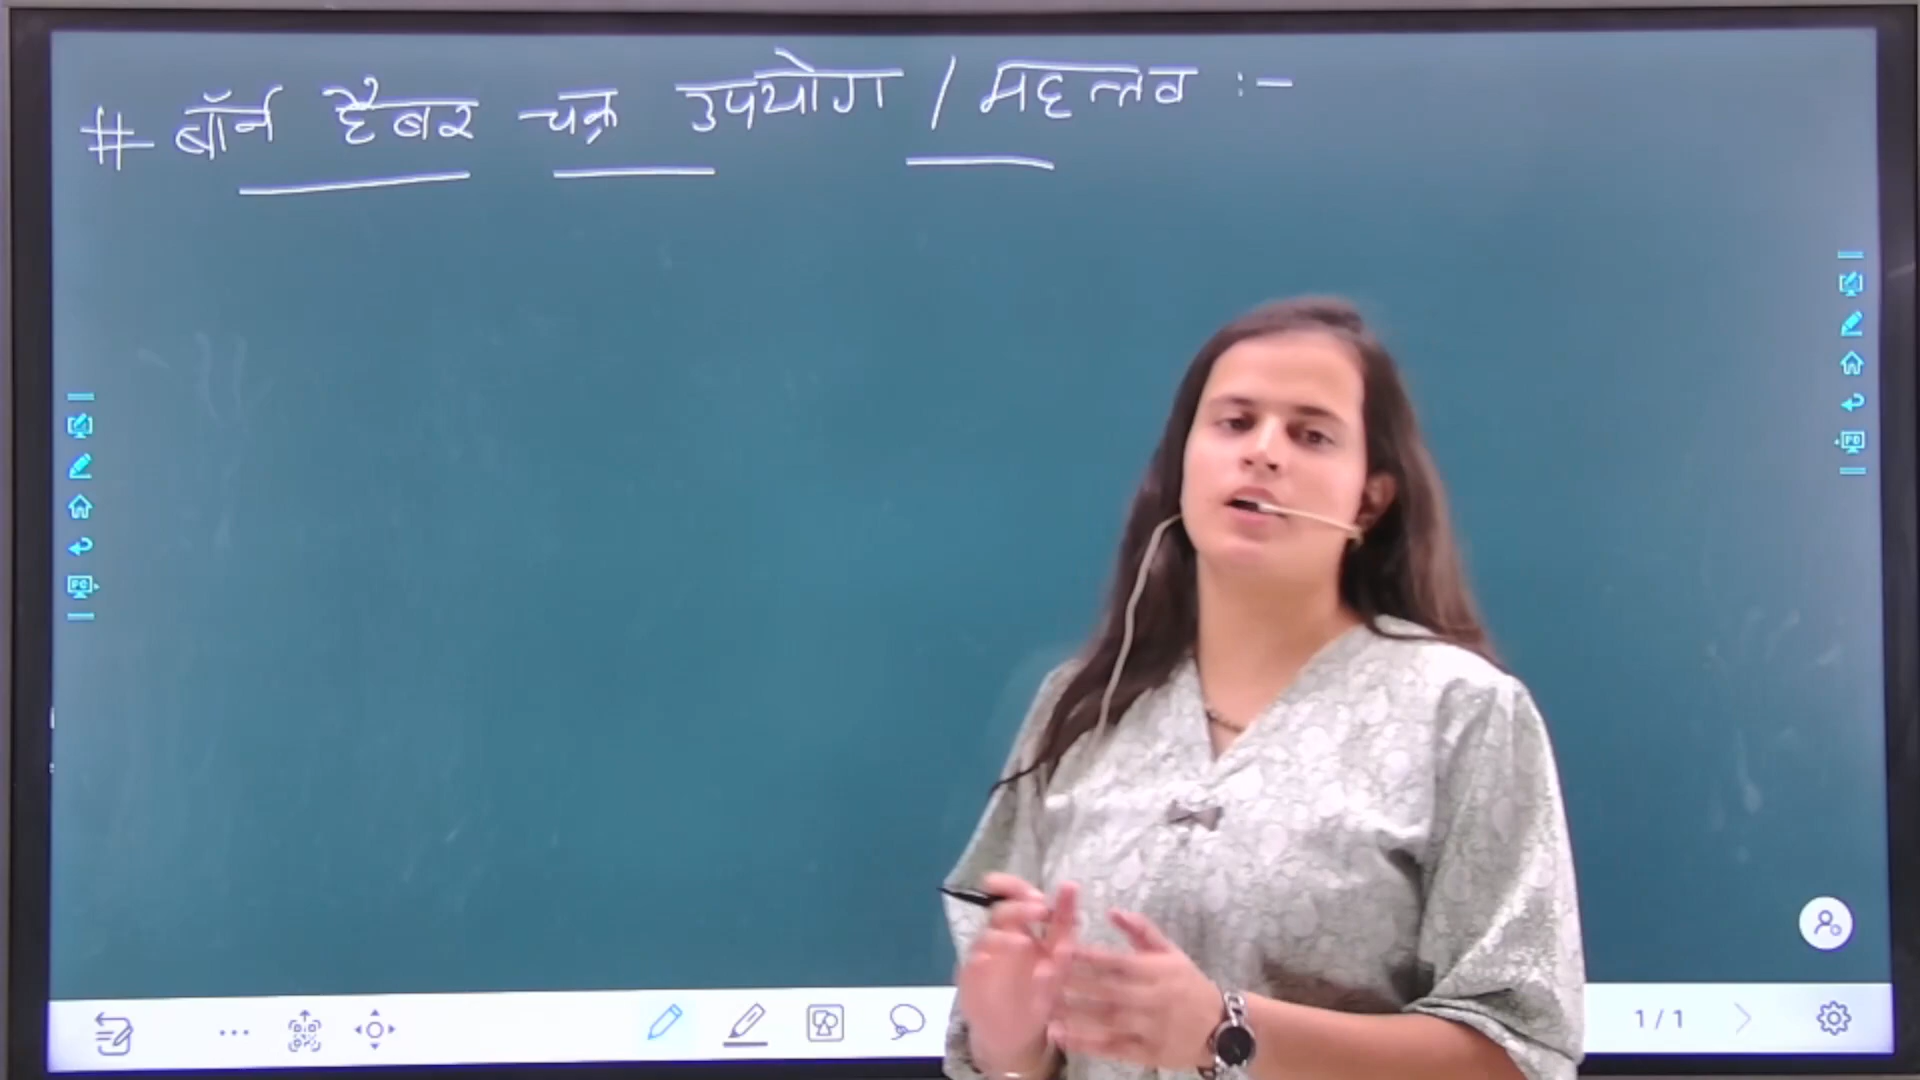 # बॉर्न हैबर चक्र उपयोग / महत्त्व :-
1/1